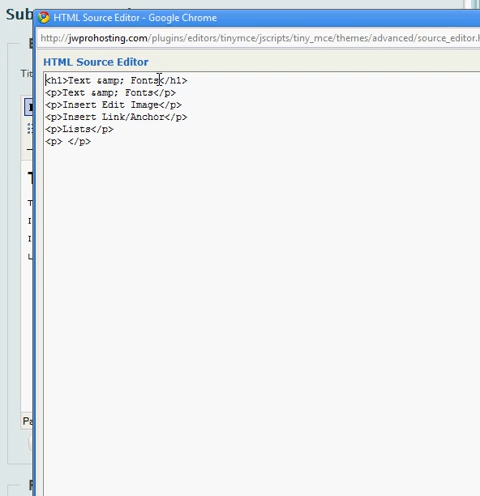 Sub
HTML Source Editor - Google Chrome
http://jwprohosting.com/plugins/editors/tinymce/jscripts/tiny_mce/themes/advanced/source_editor.h
HTML Source Editor
<h1>Text &amp; Fonts</h1>
<p>Text &amp; Fonts</p>
<p>Insert Edit Image</p>
<p>Insert Link/Anchor</p>
<p>Lists</p>
<p> </p>
Pa